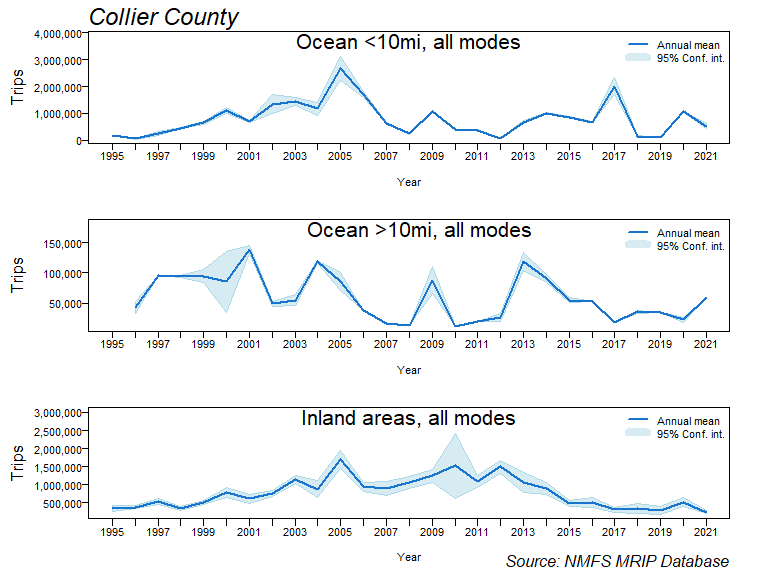 Collier County
Ocean <10mi, all modes
Annual mean
95% Conf. int.
Trips
4,000,000
3,000,000
2,000,000
1,000,000
0
1995 1997 1999 2001 2003 2005 2007 2009 2011 2013 2015 2017 2019 2021
Year
Ocean >10mi, all modes
Annual mean
95% Conf. int.
Trips
150,000
100,000
50,000
1995 1997 1999 2001 2003 2005 2007 2009 2011 2013 2015 2017 2019 2021
Year
Inland areas, all modes
Annual mean
95% Conf. int.
Trips
3,000,000
2,500,000
2,000,000
1,500,000
1,000,000
500,000
1995 1997 1999 2001 2003 2005 2007 2009 2011 2013 2015 2017 2019 2021
Year
Source: NMFS MRIP Database